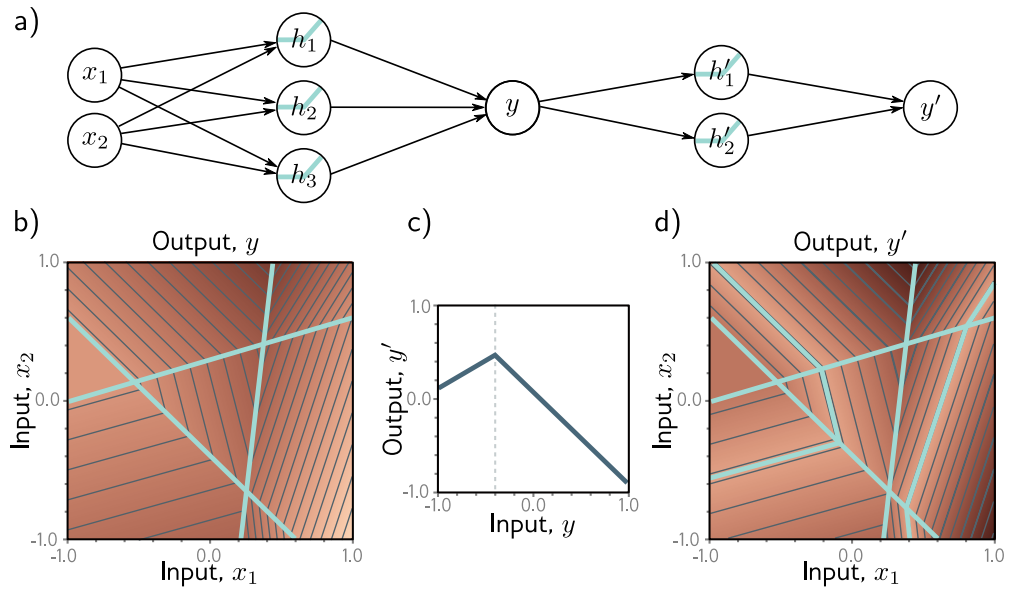 a)
x₁
x₂
h₁
h₂
h₃
y
h′₁
h′₂
y′
b)
Output, y
1.0
0.0
-1.0
Input, x₂
-1.0 0.0 1.0
Input, x₁
c)
1.0
0.0
-1.0
Output, y′
-1.0 0.0 1.0
Input, y
d)
Output, y′
1.0
0.0
-1.0
Input, x₂
-1.0 0.0 1.0
Input, x₁